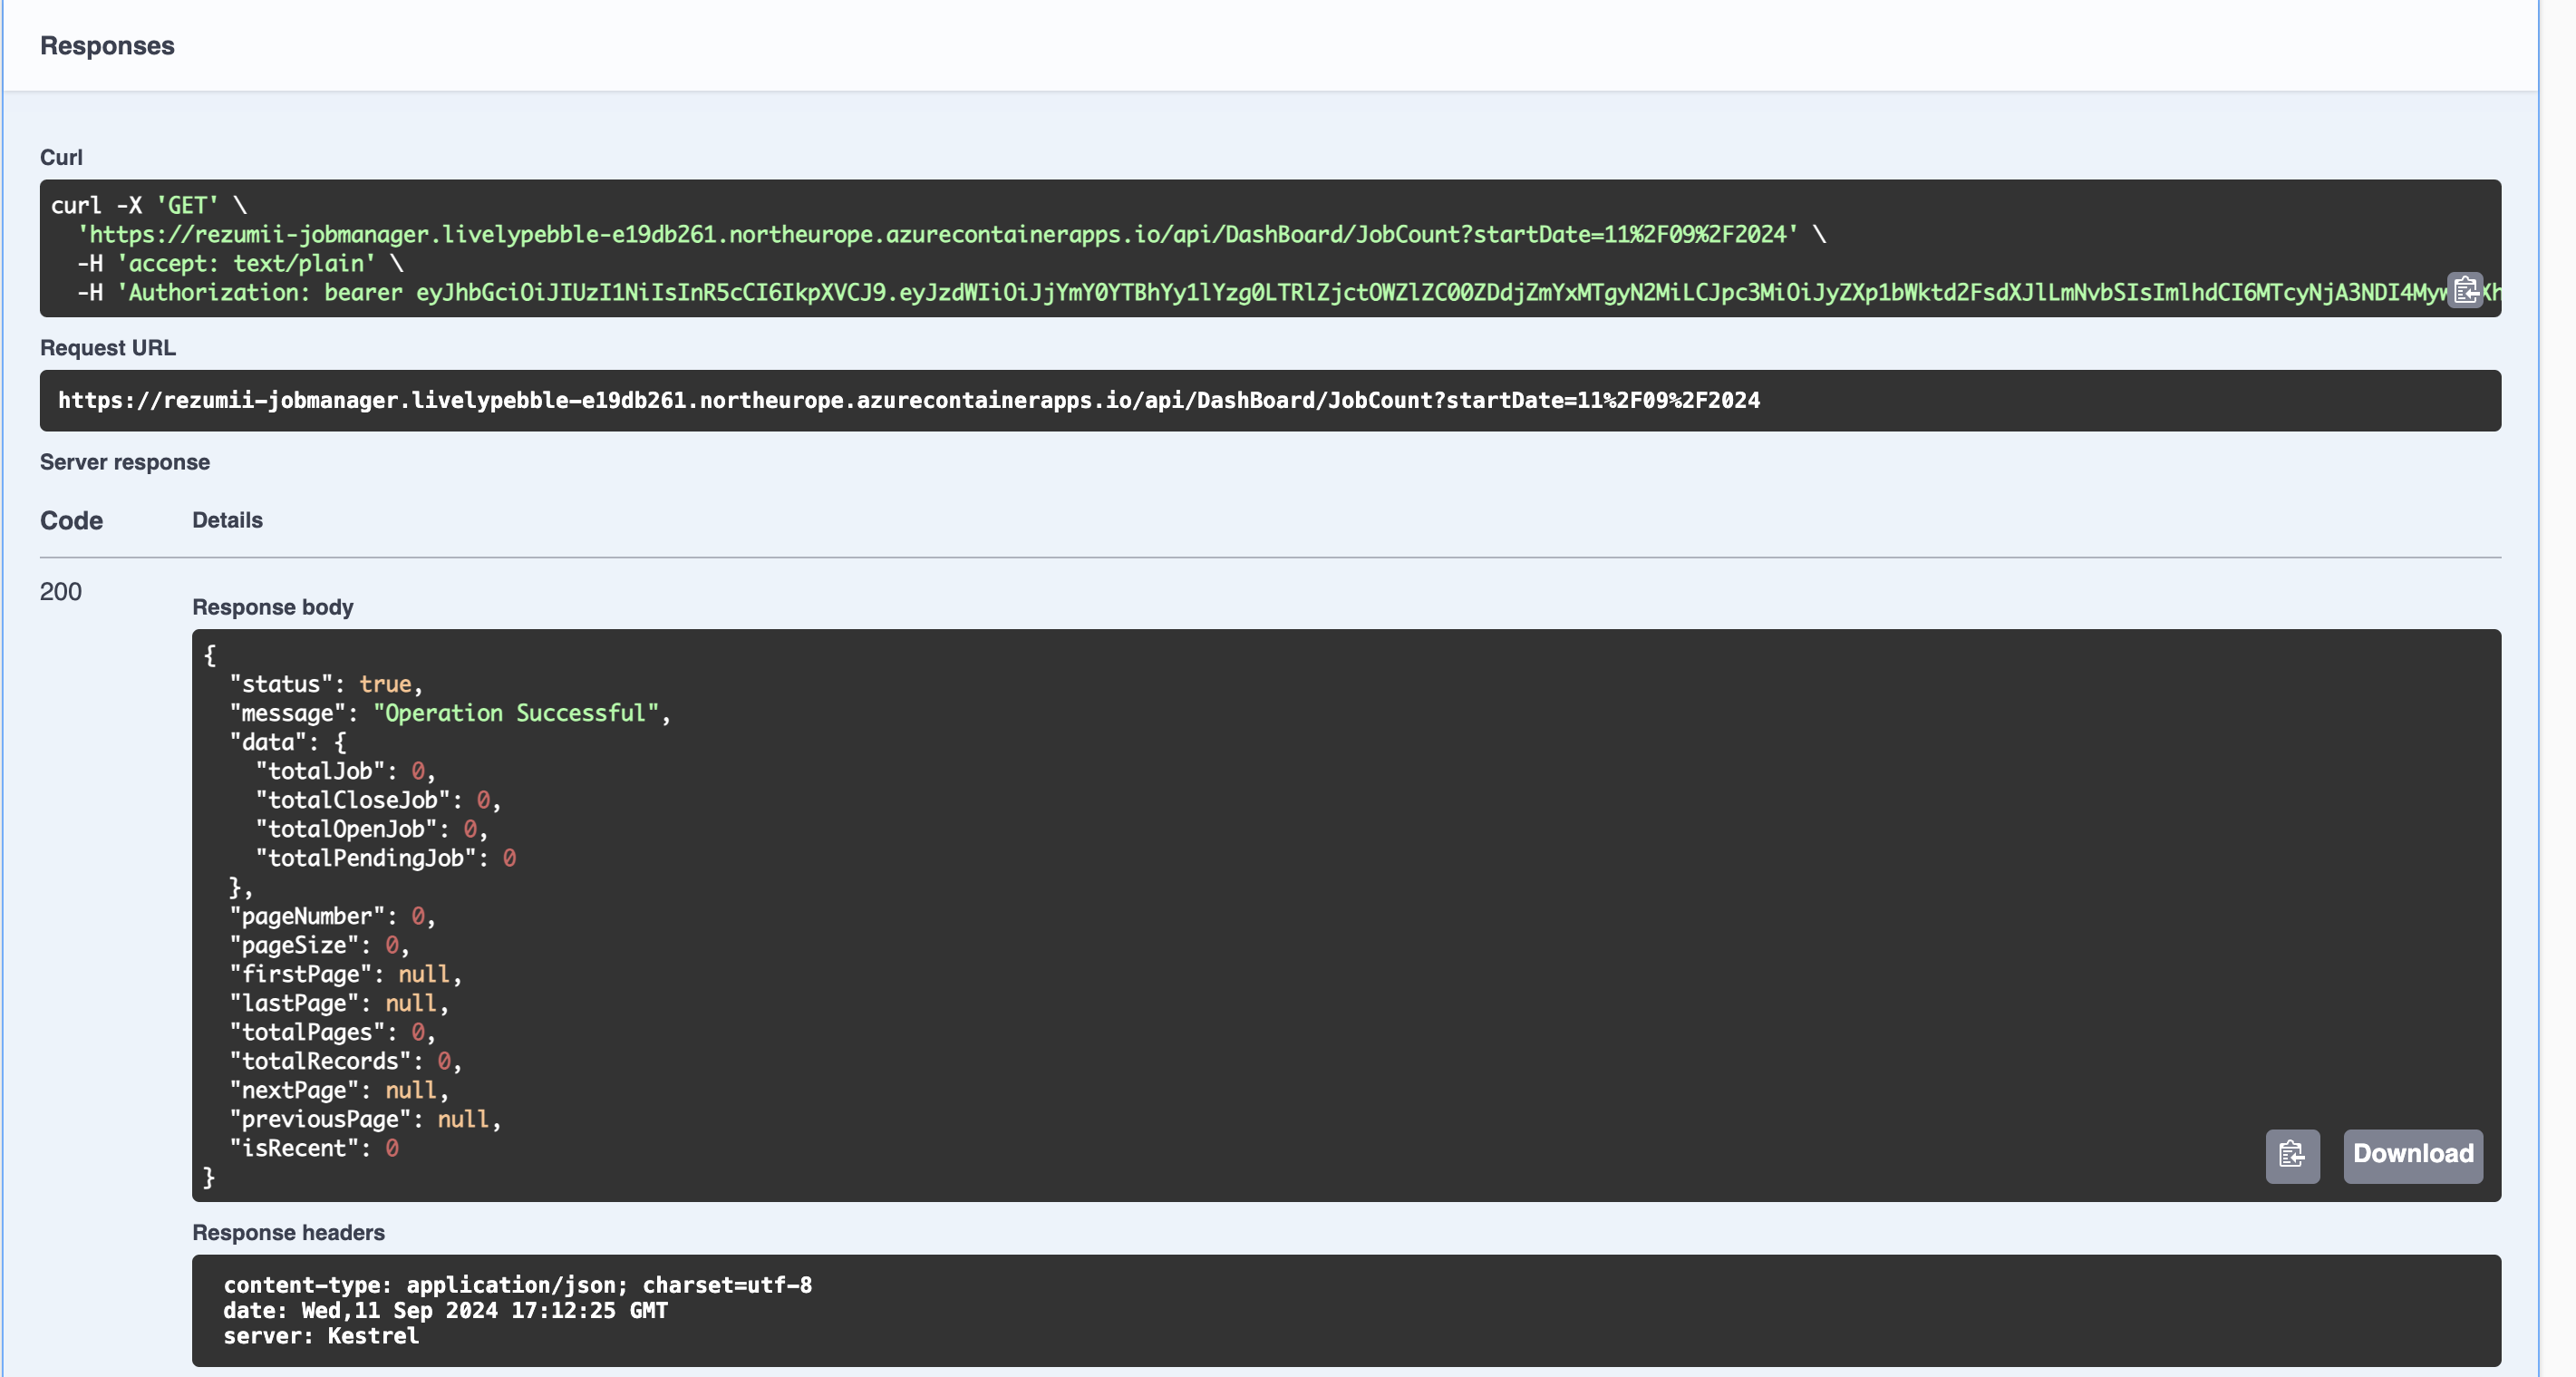 Responses
Curl
curl -X 'GET' \
  'https://rezumii-jobmanager.livelypebble-e19db261.northeurope.azurecontainerapps.io/api/DashBoard/JobCount?startDate=11%2F09%2F2024' \
  -H 'accept: text/plain' \
  -H 'Authorization: bearer eyJhbGciOiJIUzI1NiIsInR5cCI6IkpXVCJ9.eyJzdWIiOiJjYmY0YTBhYy1lYzg0LTRlZjctOWZlZC00ZDdjZmYxMTgyN2MiLCJpc3MiOiJyZXp1bWktd2FsdXJlLmNvbSIsImlhdCI6MTcyNjA3NDI4Myw
Request URL
https://rezumii-jobmanager.livelypebble-e19db261.northeurope.azurecontainerapps.io/api/DashBoard/JobCount?startDate=11%2F09%2F2024
Server response
Code Details
200
Response body
{
  "status": true,
  "message": "Operation Successful",
  "data": {
    "totalJob": 0,
    "totalCloseJob": 0,
    "totalOpenJob": 0,
    "totalPendingJob": 0
  },
  "pageNumber": 0,
  "pageSize": 0,
  "firstPage": null,
  "lastPage": null,
  "totalPages": 0,
  "totalRecords": 0,
  "nextPage": null,
  "previousPage": null,
  "isRecent": 0
}
Download
Response headers
content-type: application/json; charset=utf-8
date: Wed,11 Sep 2024 17:12:25 GMT
server: Kestrel